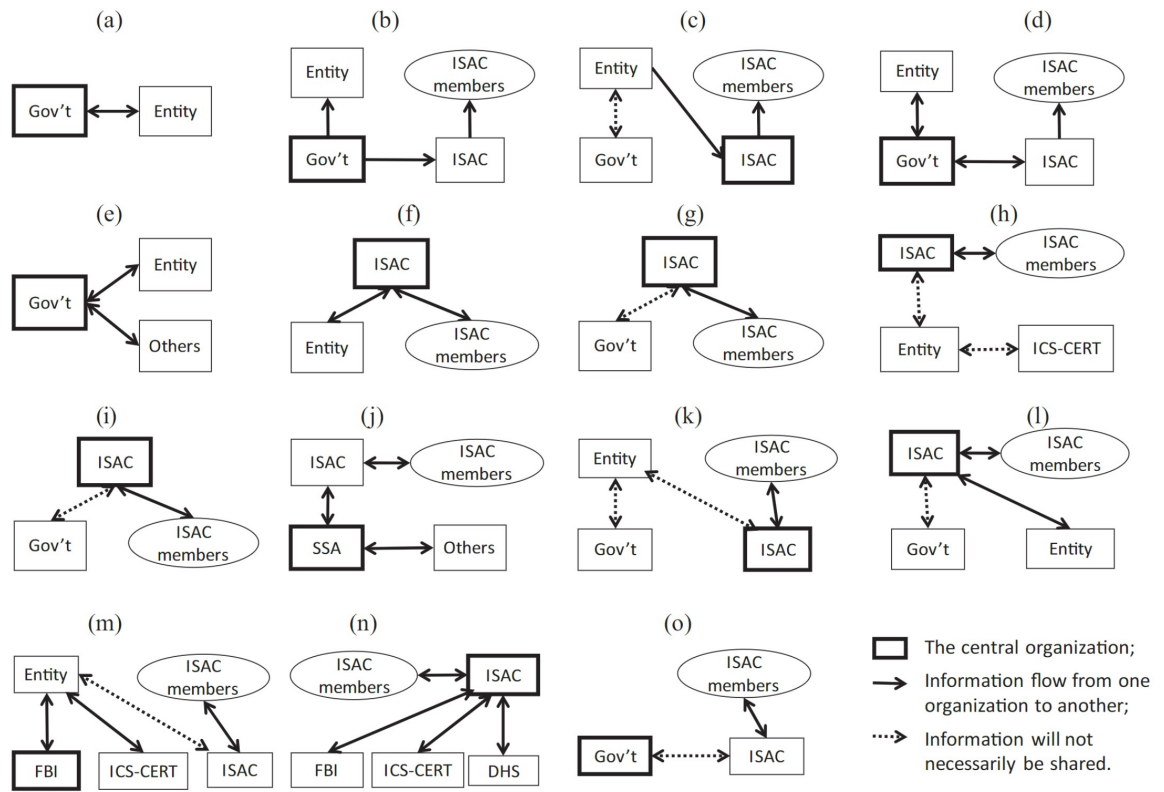 (a)
Gov't
Entity
(b)
Entity
ISAC
members
Gov't
ISAC
(c)
Entity
ISAC
members
Gov't
ISAC
(d)
Entity
ISAC
members
Gov't
ISAC
(e)
Entity
Gov't
Others
(f)
ISAC
Entity
ISAC
members
(g)
ISAC
Gov't
ISAC
members
(h)
ISAC
ISAC
members
Entity
ICS-CERT
(i)
ISAC
Gov't
ISAC
members
(j)
ISAC
ISAC
members
SSA
Others
(k)
Entity
ISAC
members
Gov't
ISAC
(l)
ISAC
ISAC
members
Gov't
Entity
(m)
Entity
ISAC
members
FBI
ICS-CERT
ISAC
(n)
ISAC
members
ISAC
FBI
ICS-CERT
DHS
(o)
ISAC
members
Gov't
ISAC
The central organization;
Information flow from one
organization to another;
Information will not
necessarily be shared.